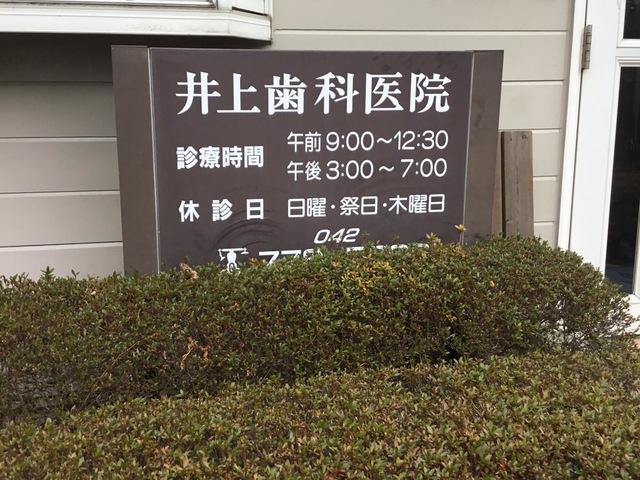 井上歯科医院
診療時間 午前 9:00～12:30
午後 3:00～7:00
休診日 日曜・祭日・木曜日
042